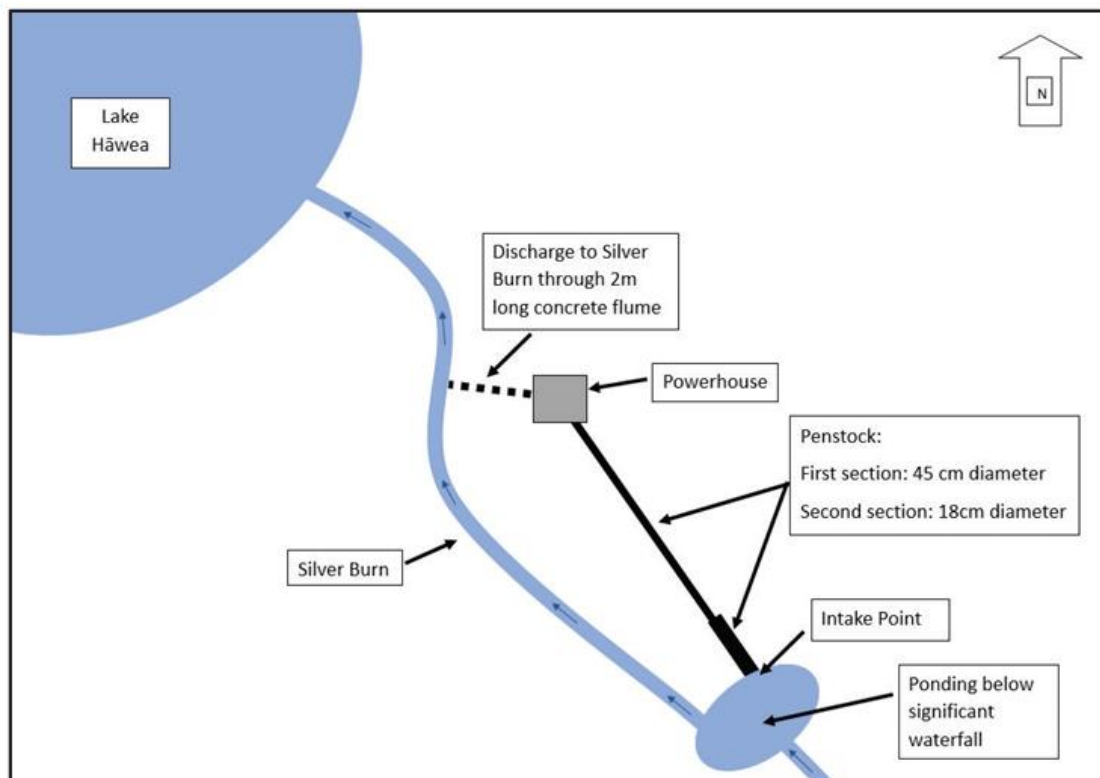 Lake
Hāwea
N
Discharge to Silver
Burn through 2m
long concrete flume
Powerhouse
Penstock:
First section: 45 cm diameter
Second section: 18cm diameter
Silver Burn
Intake Point
Ponding below
significant
waterfall